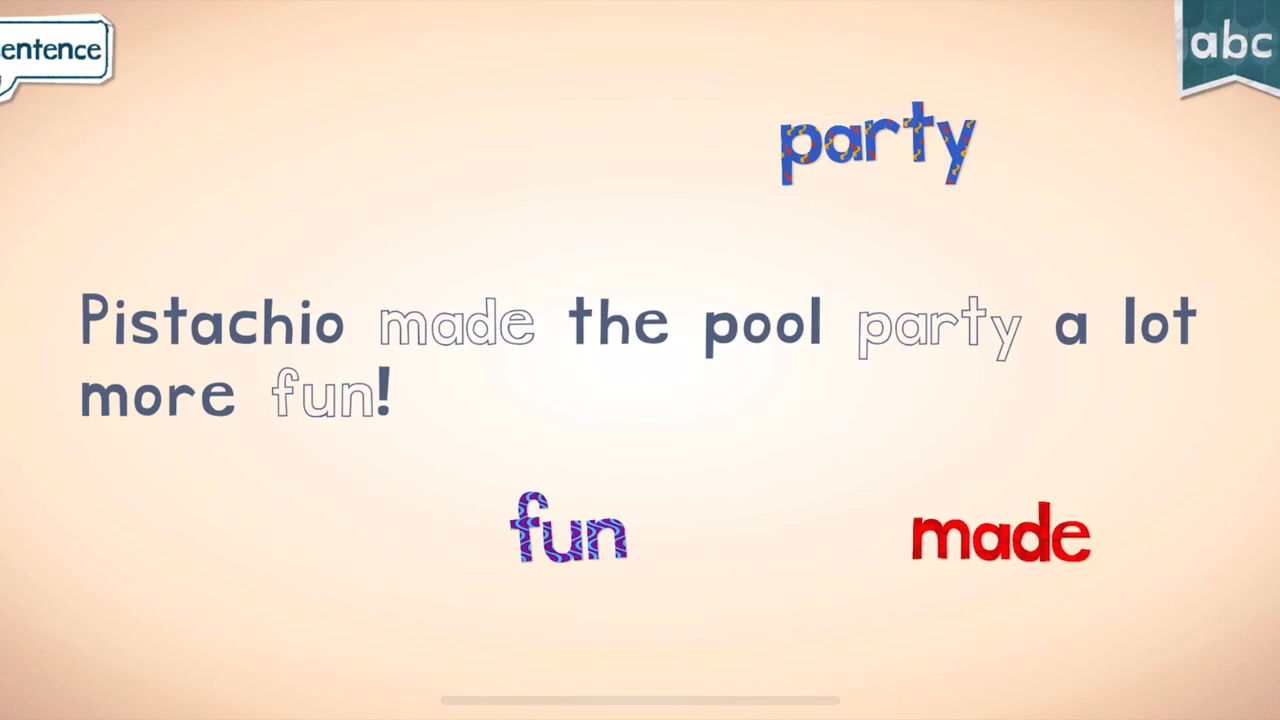 entence
abc
party
Pistachio made the pool party a lot
more fun!
fun
made